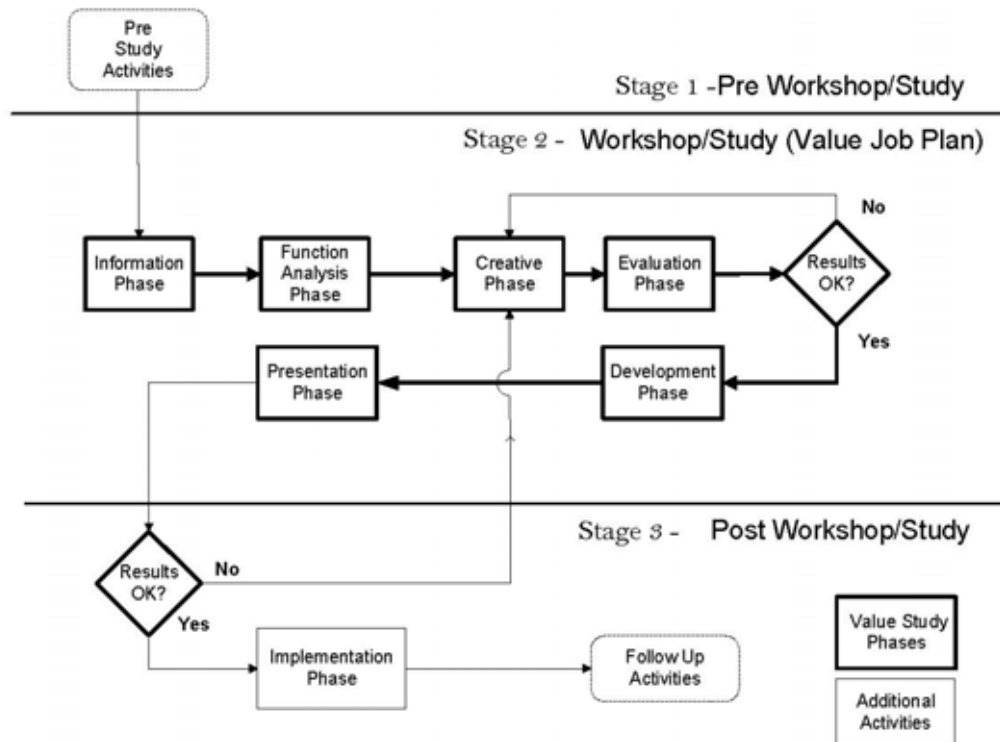 Pre
Study
Activities
Stage 1 -Pre Workshop/Study
Stage 2 - Workshop/Study (Value Job Plan)
No
Information
Phase
Function
Analysis
Phase
Creative
Phase
Evaluation
Phase
Results
OK?
Yes
Presentation
Phase
Development
Phase
Stage 3 - Post Workshop/Study
Results
OK?
No
Yes
Implementation
Phase
Follow Up
Activities
Value Study
Phases
Additional
Activities